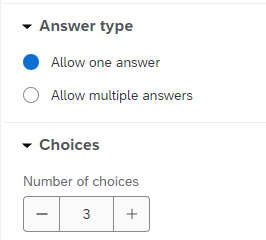 Answer type
Allow one answer
Allow multiple answers
Choices
Number of choices
− 3 +